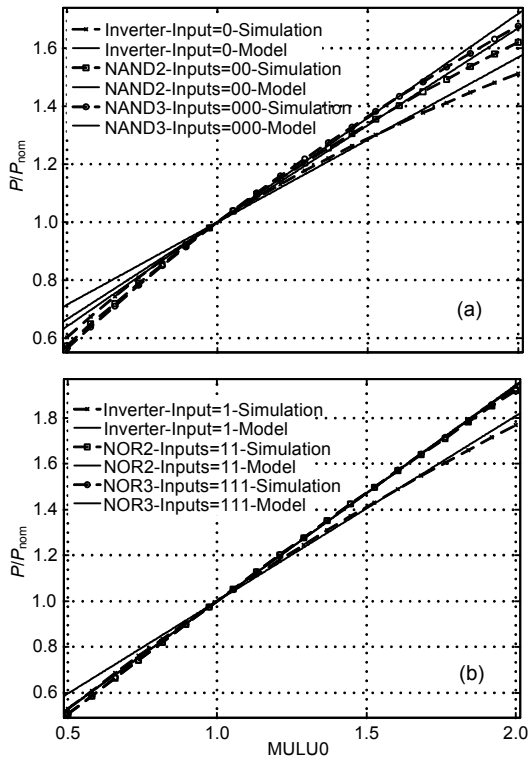 1.6
1.4
1.2
1.0
0.8
0.6
P/Pnom
Inverter-Input=0-Simulation
Inverter-Input=0-Model
NAND2-Inputs=00-Simulation
NAND2-Inputs=00-Model
NAND3-Inputs=000-Simulation
NAND3-Inputs=000-Model
(a)
1.8
1.6
1.4
1.2
1.0
0.8
0.6
P/Pnom
Inverter-Input=1-Simulation
Inverter-Input=1-Model
NOR2-Inputs=11-Simulation
NOR2-Inputs=11-Model
NOR3-Inputs=111-Simulation
NOR3-Inputs=111-Model
(b)
0.5 1.0 1.5 2.0
MULU0